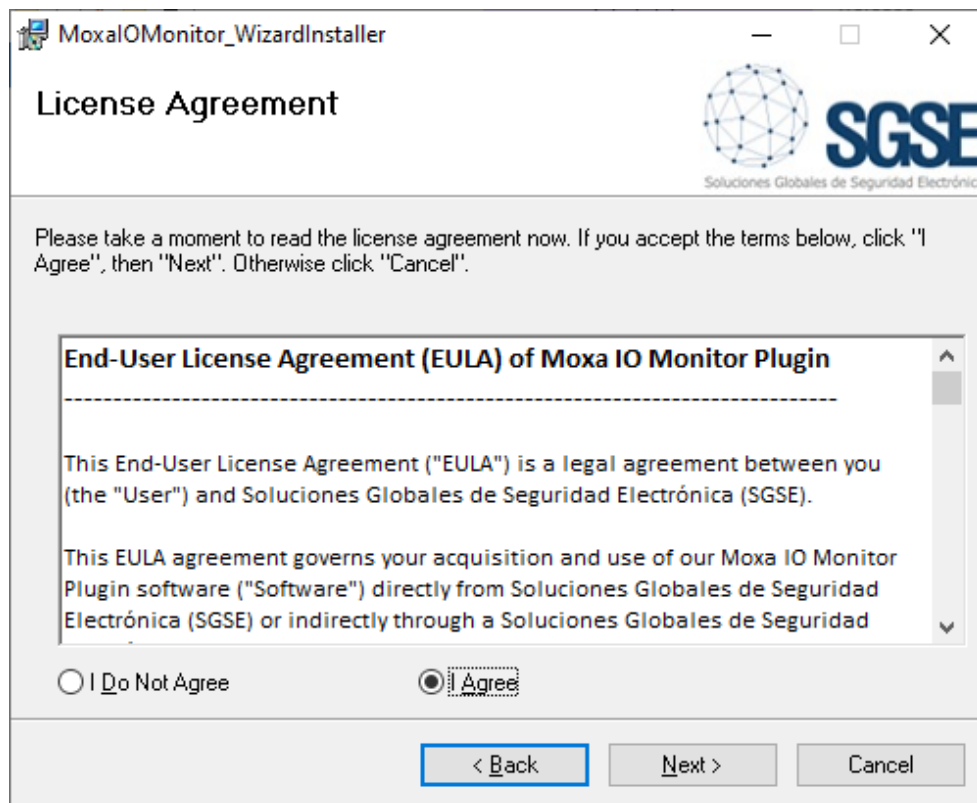 MoxaIOMonitor_WizardInstaller
License Agreement
SGSE
Soluciones Globales de Seguridad Electrónic
Please take a moment to read the license agreement now. If you accept the terms below, click "I
Agree", then "Next". Otherwise click "Cancel".
End-User License Agreement (EULA) of Moxa IO Monitor Plugin
--------------------------------------------------------------------------------
This End-User License Agreement ("EULA") is a legal agreement between you
(the "User") and Soluciones Globales de Seguridad Electrónica (SGSE).
This EULA agreement governs your acquisition and use of our Moxa IO Monitor
Plugin software ("Software") directly from Soluciones Globales de Seguridad
Electrónica (SGSE) or indirectly through a Soluciones Globales de Seguridad
I Do Not Agree
I Agree
< Back
Next >
Cancel